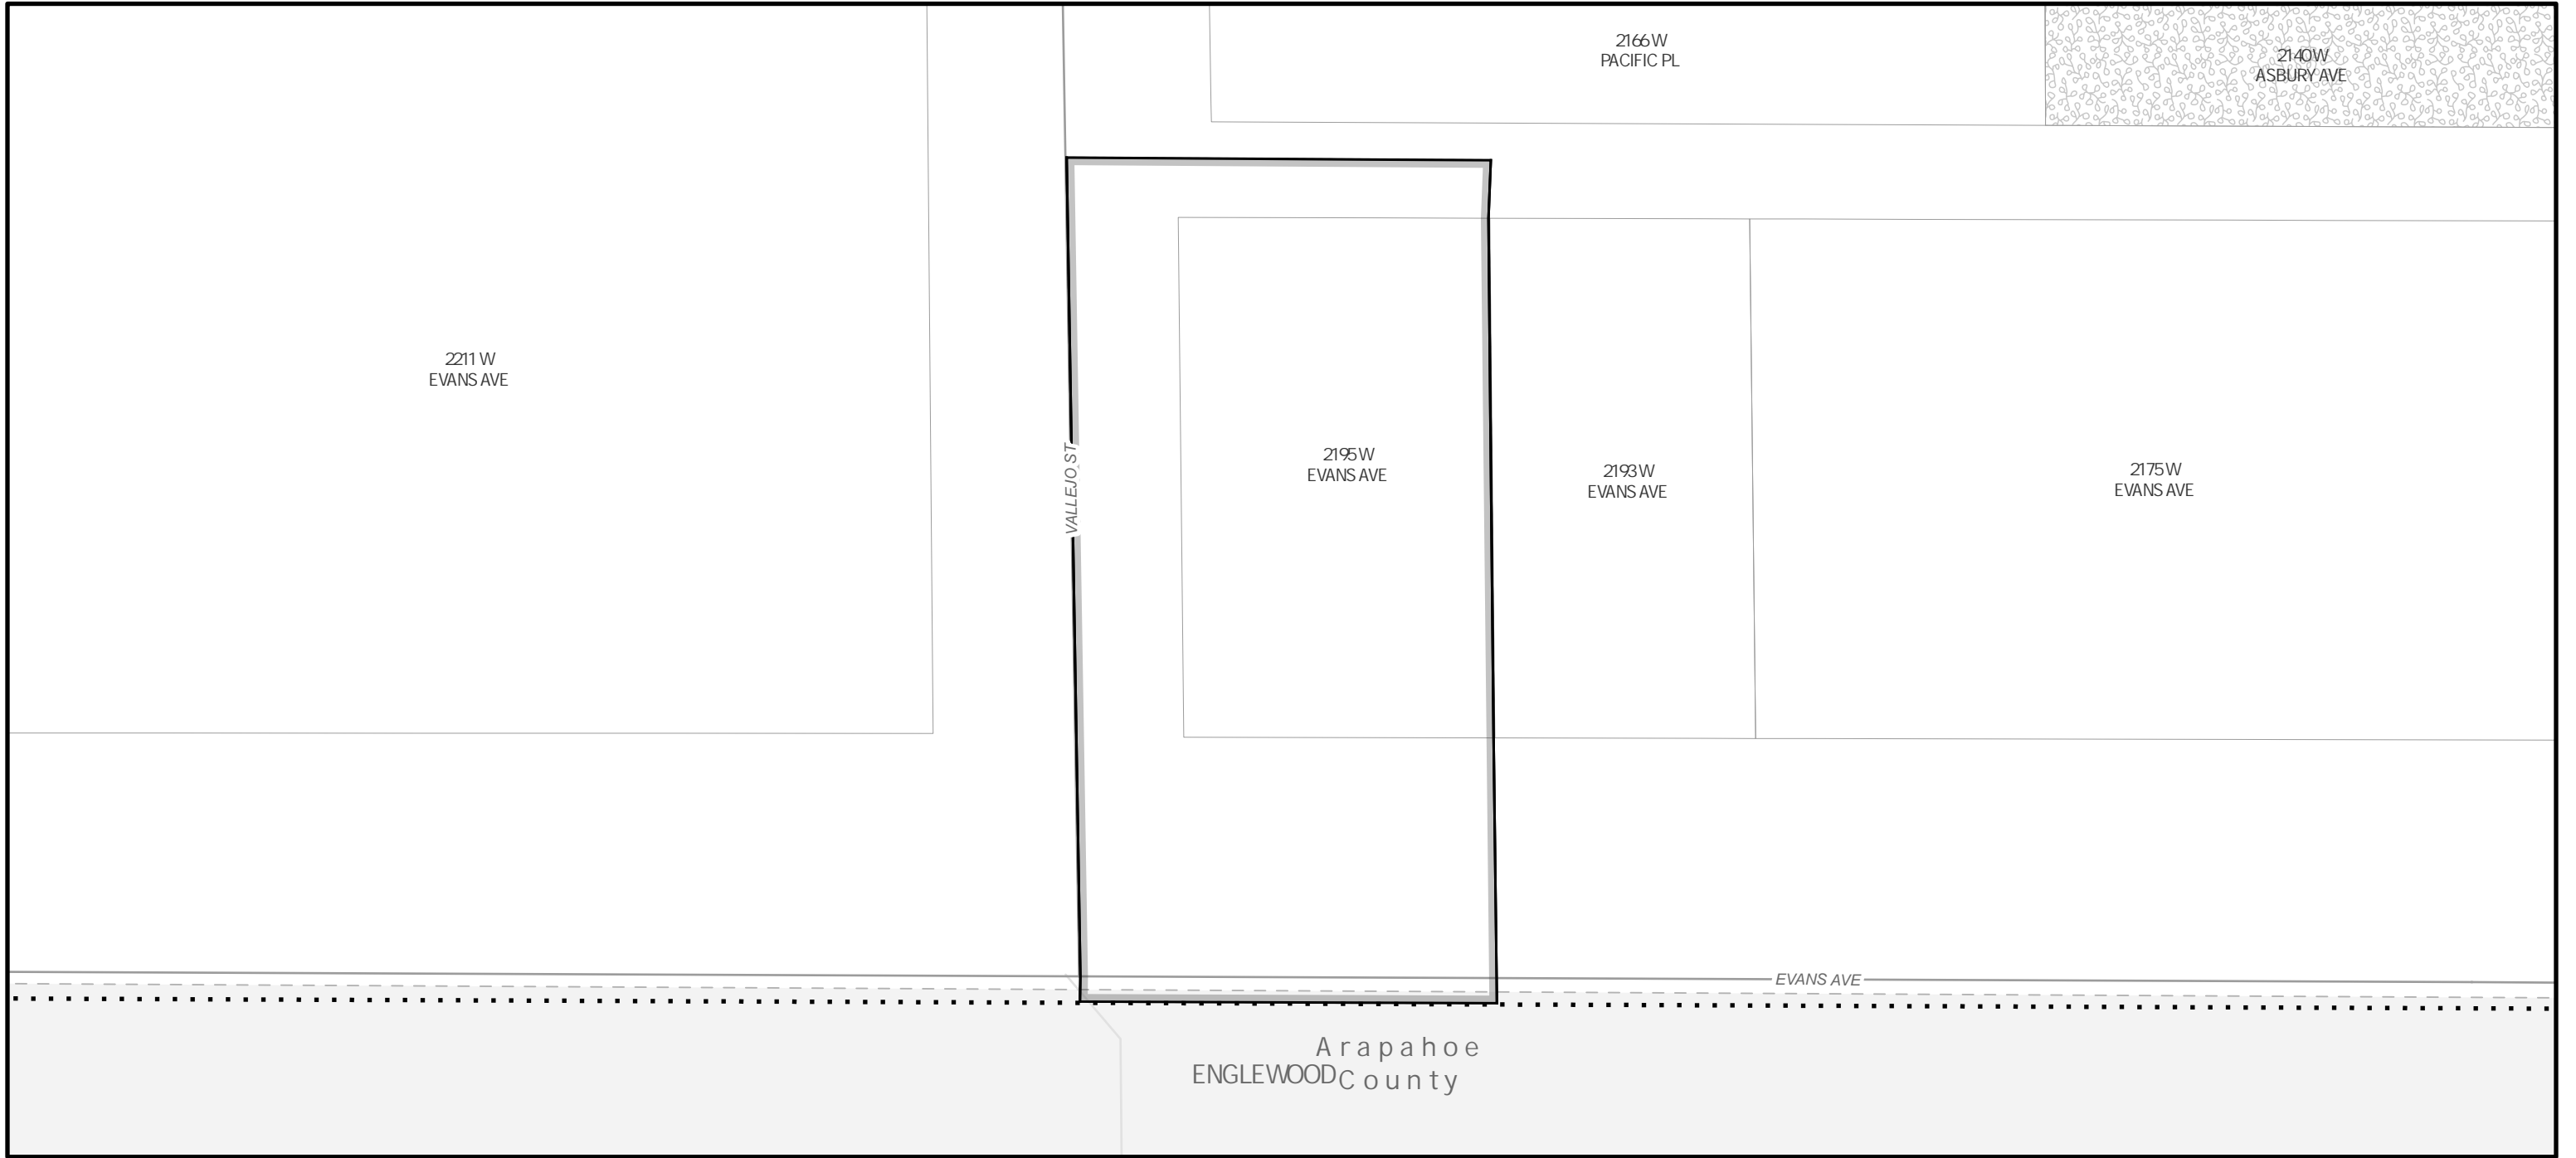 2166 W
PACIFIC PL
2140 W
ASBURY AVE
2211 W
EVANS AVE
VALLEJO ST
2195 W
EVANS AVE
2193 W
EVANS AVE
2175 W
EVANS AVE
EVANS AVE
Arapahoe
County
ENGLEWOOD